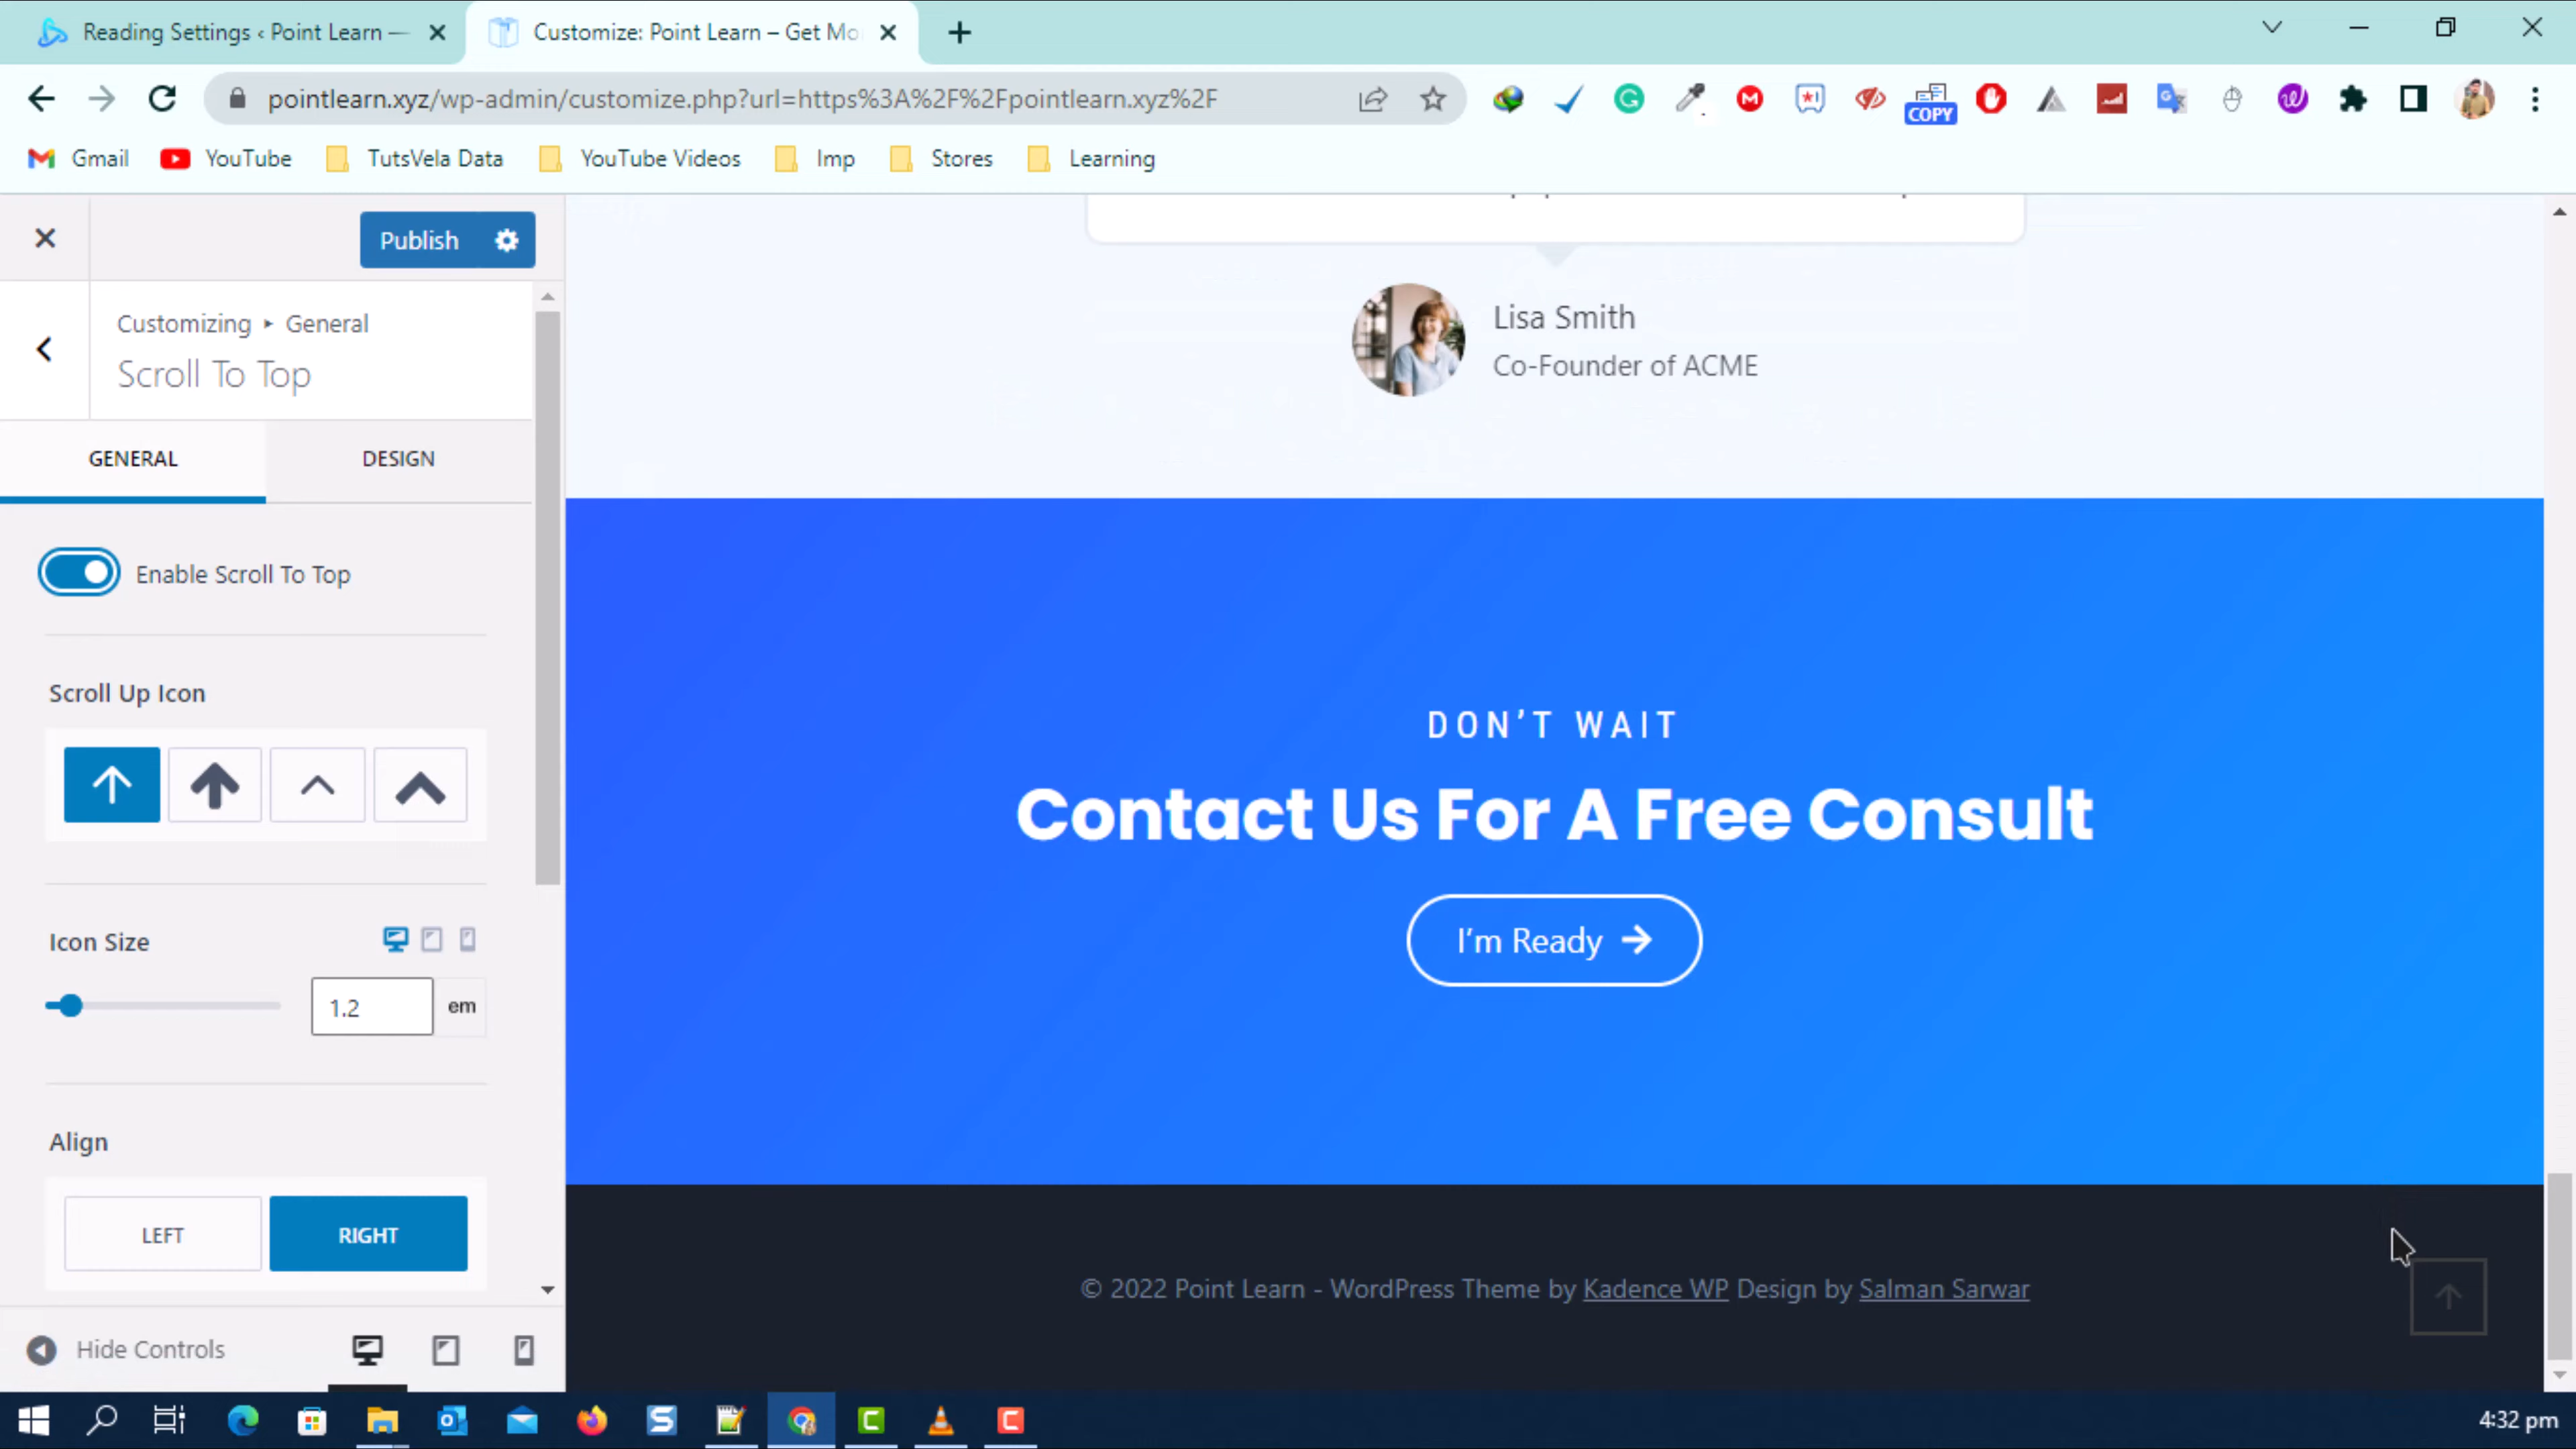 Reading Settings ‹ Point Learn —
Customize: Point Learn – Get Mo
pointlearn.xyz/wp-admin/customize.php?url=https%3A%2F%2Fpointlearn.xyz%2F
COPY
Gmail
YouTube
TutsVela Data
YouTube Videos
Imp
Stores
Learning
Publish
Customizing ▸ General
Scroll To Top
GENERAL
DESIGN
Enable Scroll To Top
Scroll Up Icon
Icon Size
1.2
em
Align
LEFT
RIGHT
Hide Controls
Lisa Smith
Co-Founder of ACME
DON’T WAIT
Contact Us For A Free Consult
I’m Ready
© 2022 Point Learn - WordPress Theme by Kadence WP Design by Salman Sarwar
4:32 pm